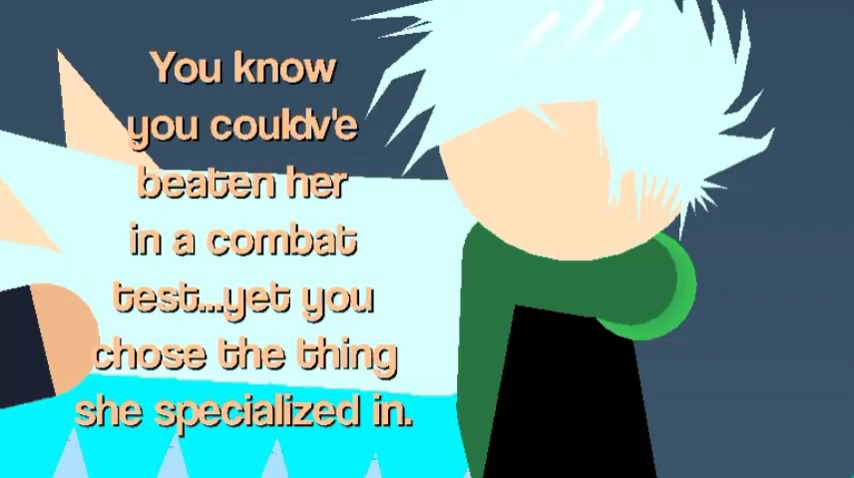 You know
you couldv'e
beaten her
in a combat
test...yet you
chose the thing
she specialized in.